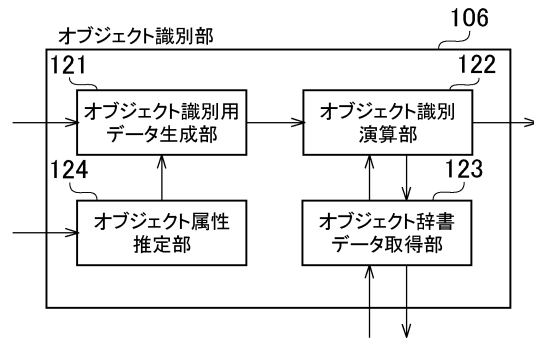 オブジェクト識別部
106
121
オブジェクト識別用
データ生成部
122
オブジェクト識別
演算部
124
オブジェクト属性
推定部
123
オブジェクト辞書
データ取得部